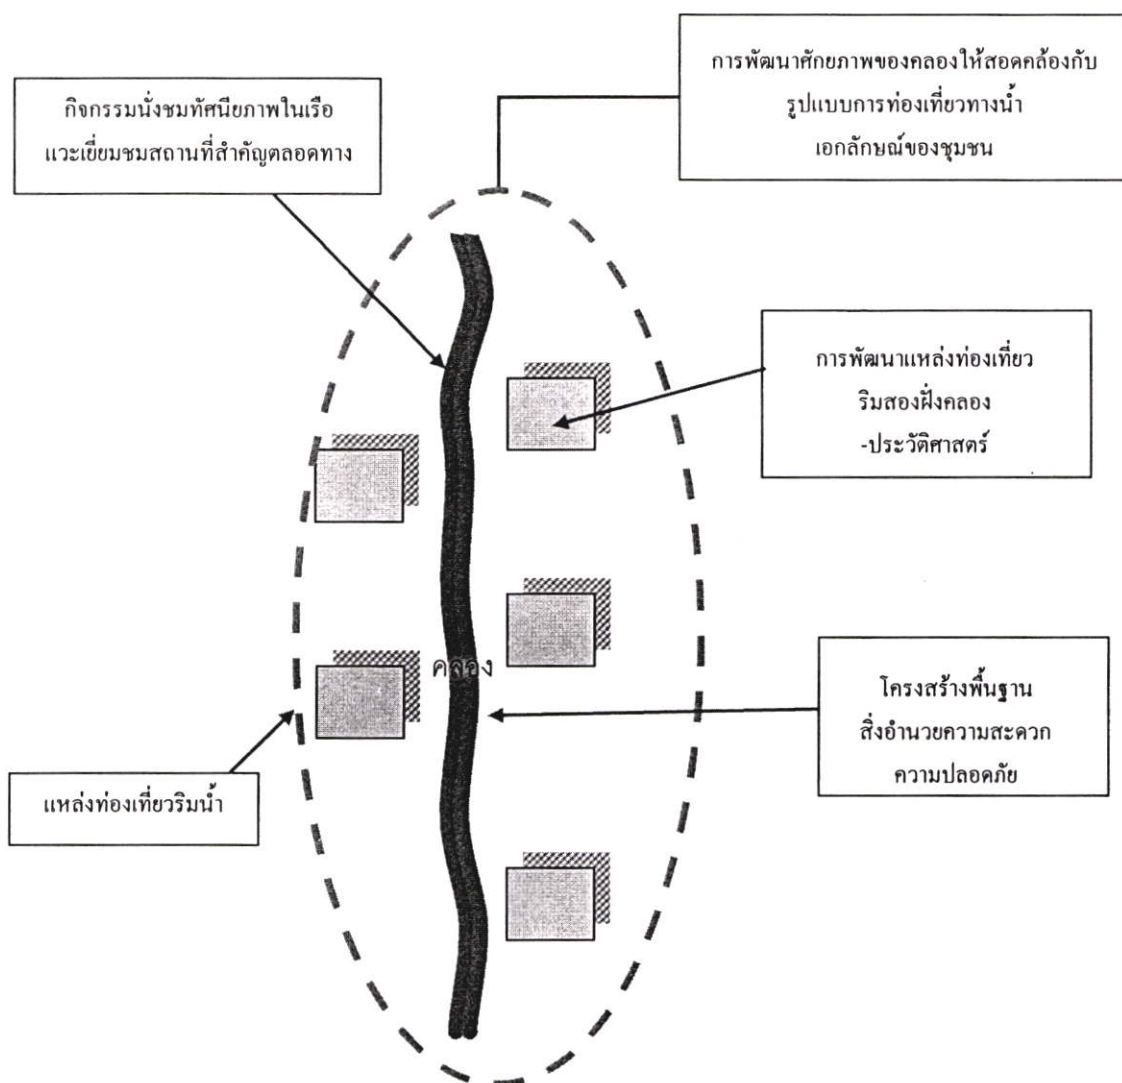 การพัฒนาศักยภาพของคลองให้สอดคล้องกับ
รูปแบบการท่องเที่ยวทางน้ำ
เอกลักษณ์ของชุมชน
กิจกรรมนั่งชมทัศนียภาพในเรือ
แวะเยี่ยมชมสถานที่สำคัญตลอดทาง
การพัฒนาแหล่งท่องเที่ยว
ริมสองฝั่งคลอง
-ประวัติศาสตร์
คลอง
โครงสร้างพื้นฐาน
สิ่งอำนวยความสะดวก
ความปลอดภัย
แหล่งท่องเที่ยวริมน้ำ